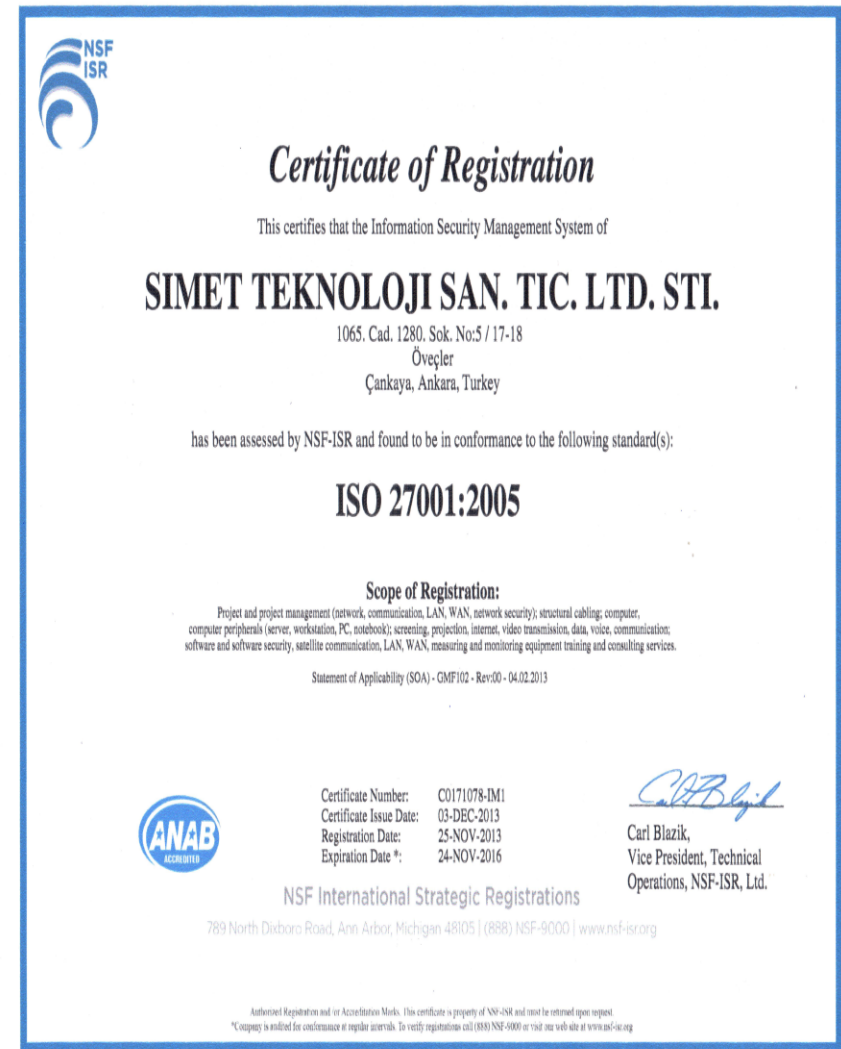 NSF
ISR
Certificate of Registration
This certifies that the Information Security Management System of
SIMET TEKNOLOJI SAN. TIC. LTD. STI.
1065. Cad. 1280. Sok. No:5 / 17-18
Öveçler
Çankaya, Ankara, Turkey
has been assessed by NSF-ISR and found to be in conformance to the following standard(s):
ISO 27001:2005
Scope of Registration:
Project and project management (network, communication, LAN, WAN, network security); structural cabling; computer,
computer peripherals (server, workstation, PC, notebook); screening, projection, internet, video transmission, data, voice, communication;
software and software security, satellite communication, LAN, WAN, measuring and monitoring equipment training and consulting services.
Statement of Applicability (SOA) - GMF102 - Rev:00 - 04.02.2013
ANAB
ACCREDITED
Certificate Number: C0171078-IM1
Certificate Issue Date: 03-DEC-2013
Registration Date: 25-NOV-2013
Expiration Date *: 24-NOV-2016
Carl Blazik
Carl Blazik,
Vice President, Technical
Operations, NSF-ISR, Ltd.
NSF International Strategic Registrations
789 North Dixboro Road, Ann Arbor, Michigan 48105 | (888) NSF-9000 | www.nsf-isr.org
Authorized Registration and/or Accreditation Marks. This certificate is property of NSF-ISR and must be returned upon request.
*Company is audited for conformance at regular intervals. To verify registrations call (888) NSF-9000 or visit our web site at www.nsf-isr.org